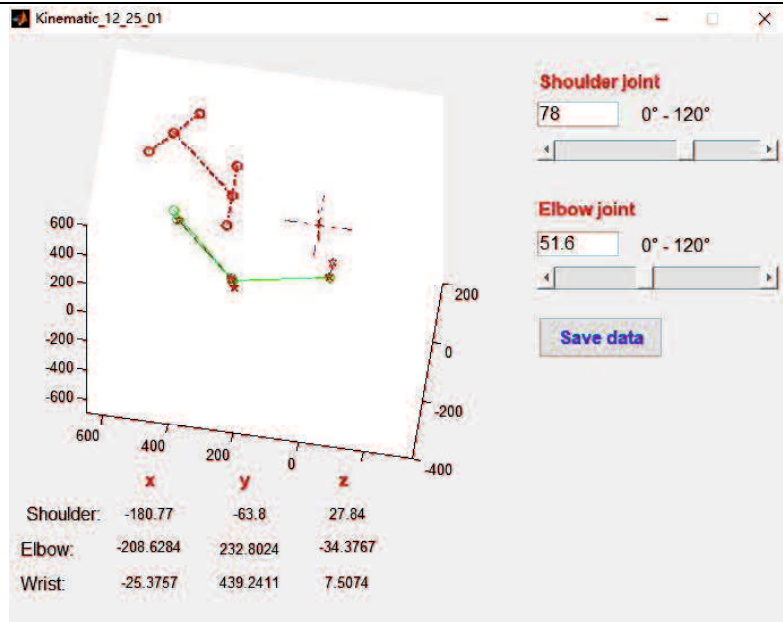 Kinematic_12_25_01
Shoulder joint
78 0° - 120°
Elbow joint
51.6 0° - 120°
Save data
600
400
200
0
-200
-400
-600
600
400
200
0
200
0
-200
-400
x y z
Shoulder: -180.77 -63.8 27.84
Elbow: -208.6284 232.8024 -34.3767
Wrist: -25.3757 439.2411 7.5074